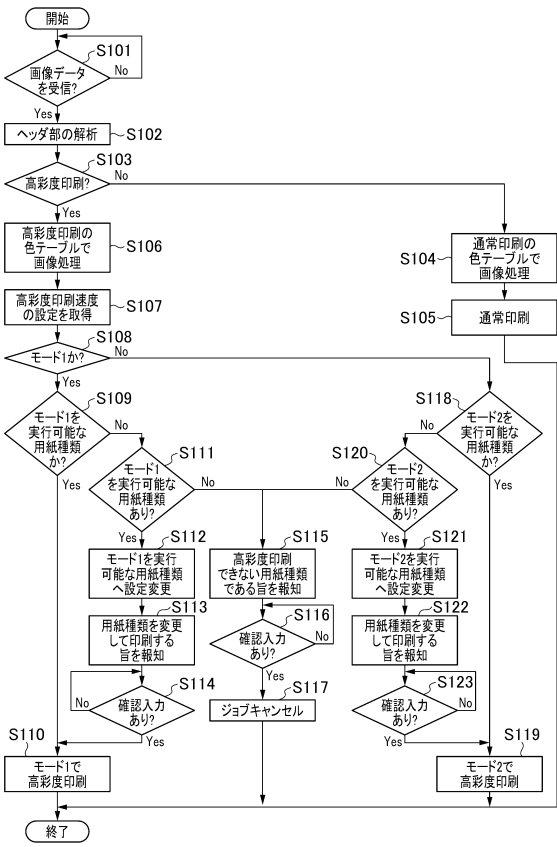 開始
S101
画像データ
を受信?
No
Yes
ヘッダ部の解析
S102
S103
高彩度印刷?
No
Yes
高彩度印刷の
色テーブルで
画像処理
S106
通常印刷の
色テーブルで
画像処理
S104
高彩度印刷速度
の設定を取得
S107
通常印刷
S105
S108
モード1か?
No
Yes
S109
モード1を
実行可能な
用紙種類
か?
No
Yes
S118
モード2を
実行可能な
用紙種類
か?
No
Yes
S111
モード1
を実行可能な
用紙種類
あり?
No
Yes
S120
モード2
を実行可能な
用紙種類
あり?
No
Yes
S112
モード1を実行
可能な用紙種類
へ設定変更
S115
高彩度印刷
できない用紙種類
である旨を報知
S121
モード2を実行
可能な用紙種類
へ設定変更
S113
用紙種類を変更
して印刷する
旨を報知
S116
確認入力
あり?
No
Yes
S122
用紙種類を変更
して印刷する
旨を報知
S114
確認入力
あり?
No
Yes
S117
ジョブキャンセル
S123
確認入力
あり?
No
Yes
S110
モード1で
高彩度印刷
S119
モード2で
高彩度印刷
終了